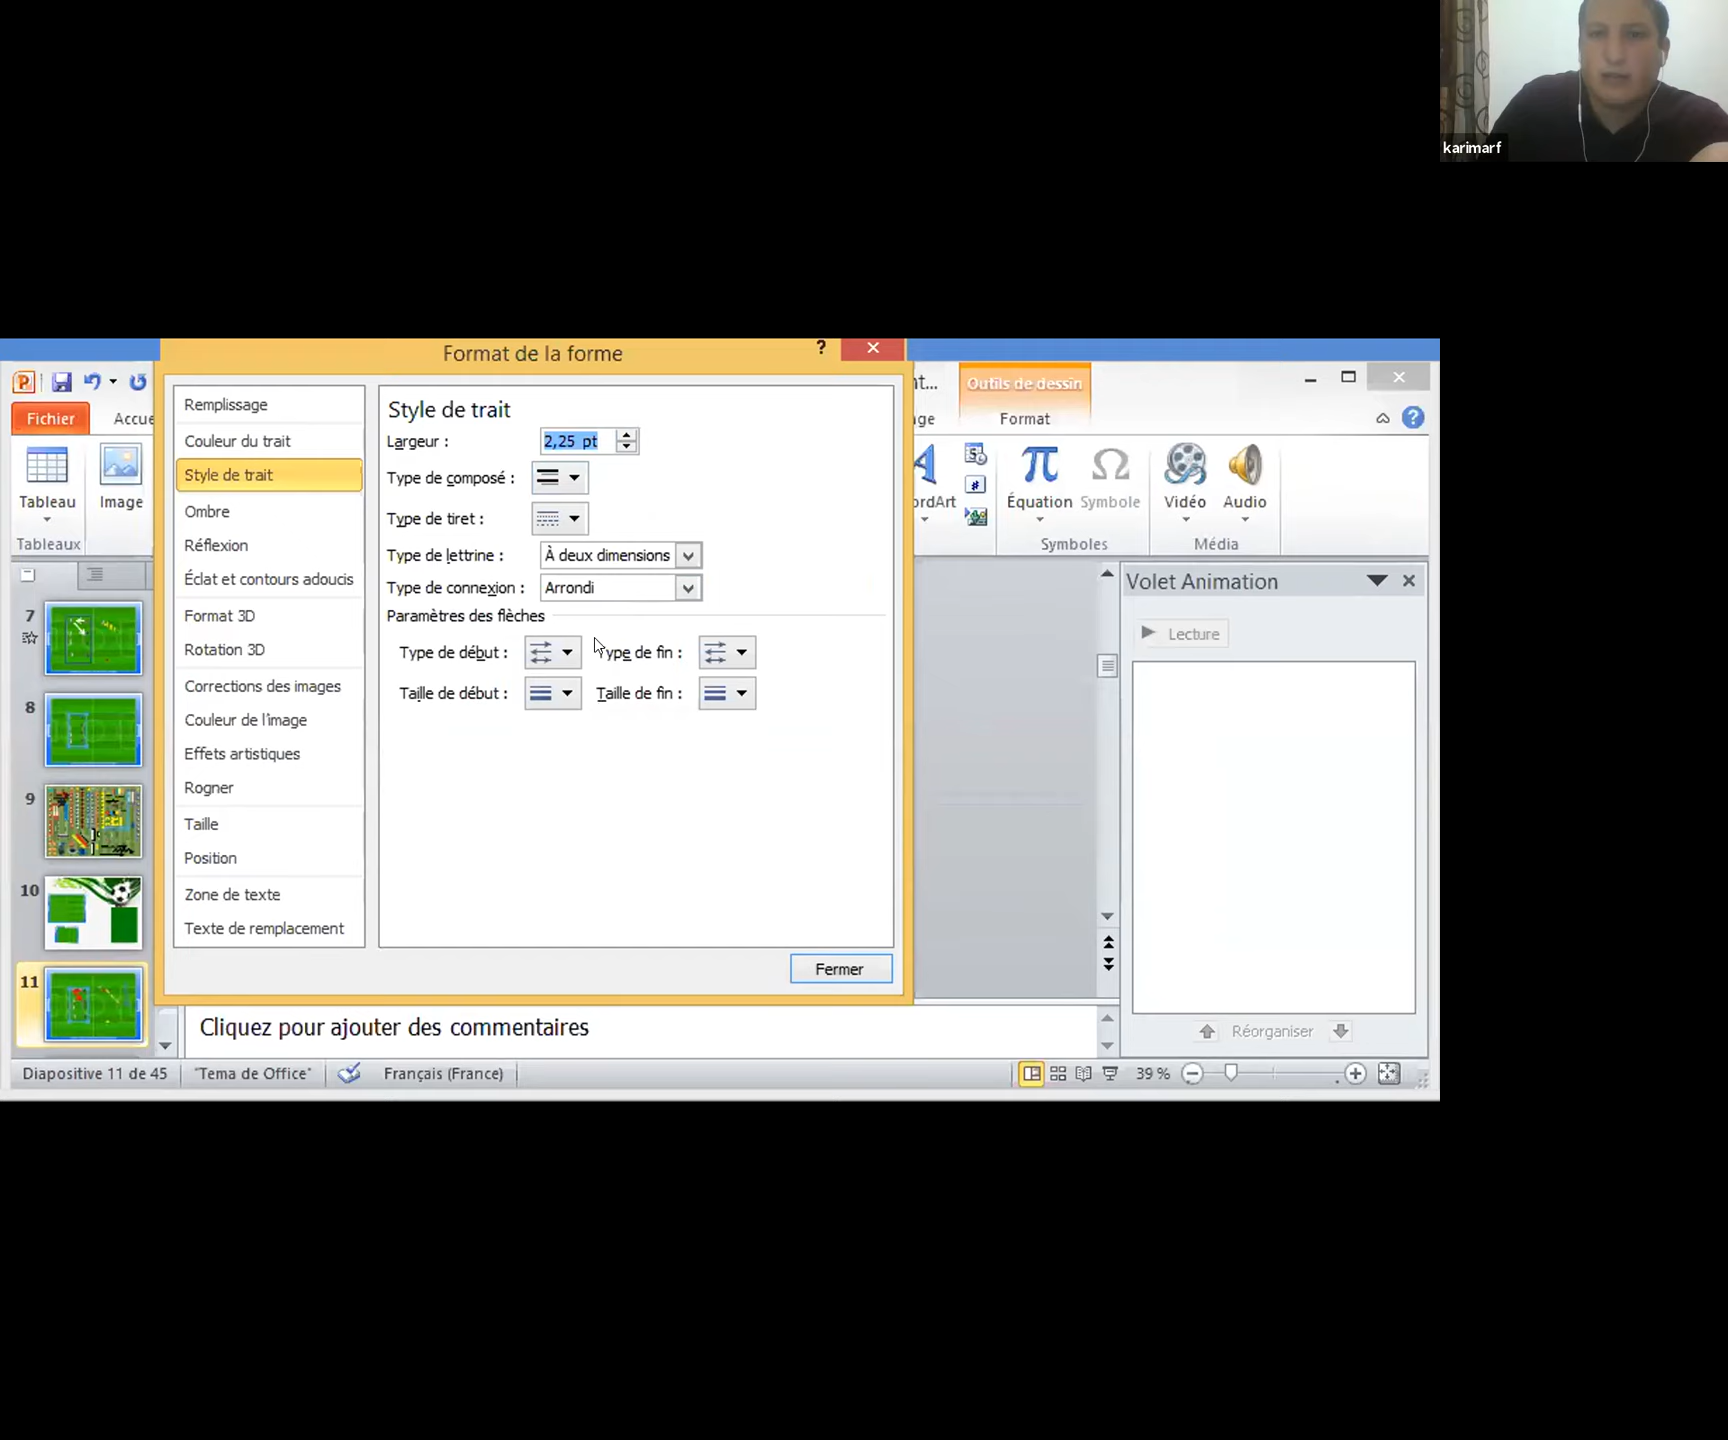 karimarf
Format de la forme
?
nt...
Outils de dessin
Fichier
Accue
ge
Format
Tableau
Image
ordArt
Équation
Symbole
Vidéo
Audio
Tableaux
Symboles
Média
Remplissage
Couleur du trait
Style de trait
Ombre
Réflexion
Éclat et contours adoucis
Format 3D
Rotation 3D
Corrections des images
Couleur de l'image
Effets artistiques
Rogner
Taille
Position
Zone de texte
Texte de remplacement
Style de trait
Largeur : 2,25 pt
Type de composé :
Type de tiret :
Type de lettrine : À deux dimensions
Type de connexion : Arrondi
Paramètres des flèches
Type de début : Type de fin :
Taille de début : Taille de fin :
Fermer
7
8
9
10
11
Volet Animation
Lecture
Réorganiser
Cliquez pour ajouter des commentaires
Diapositive 11 de 45
"Tema de Office"
Français (France)
39 %